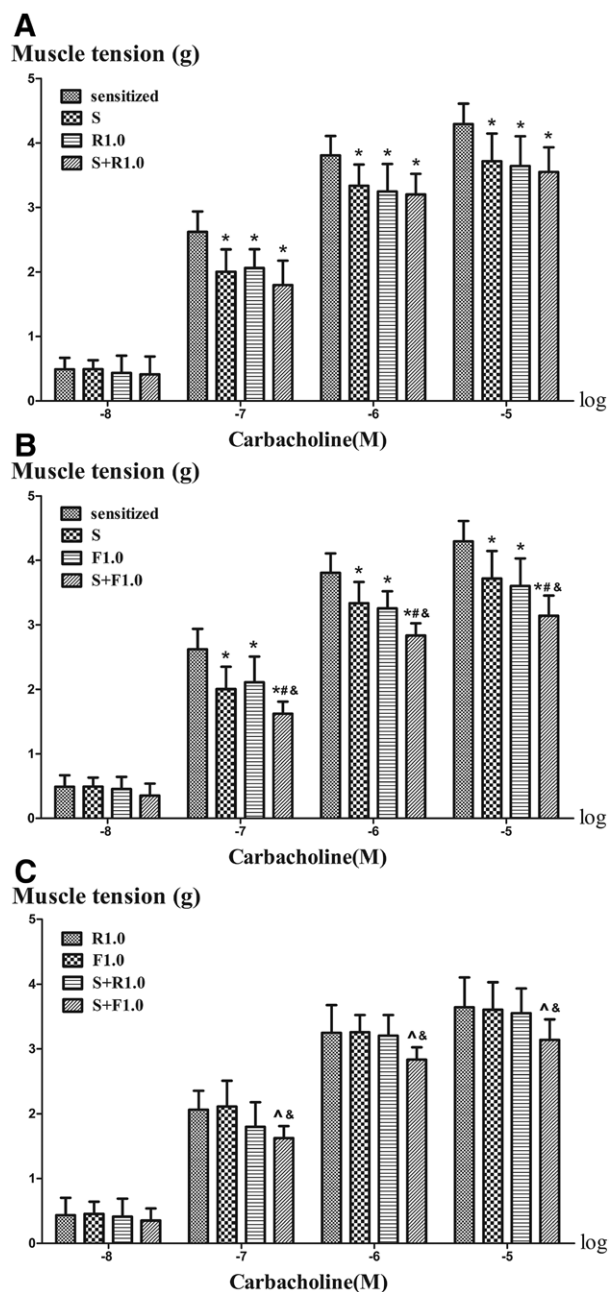 A
Muscle tension (g)
5
sensitized
S
4
R1.0
S+R1.0
* * *
* * *
3
* * *
2
1
0
log
-8 -7 -6 -5
Carbacholine(M)
B
Muscle tension (g)
5
sensitized
S
4
F1.0
S+F1.0
* * *#&
* * *#&
3
* * *#&
2
1
0
log
-8 -7 -6 -5
Carbacholine(M)
C
Muscle tension (g)
5
R1.0
F1.0
4
S+R1.0
S+F1.0
^ &
^ &
3
2
^ &
1
0
log
-8 -7 -6 -5
Carbacholine(M)